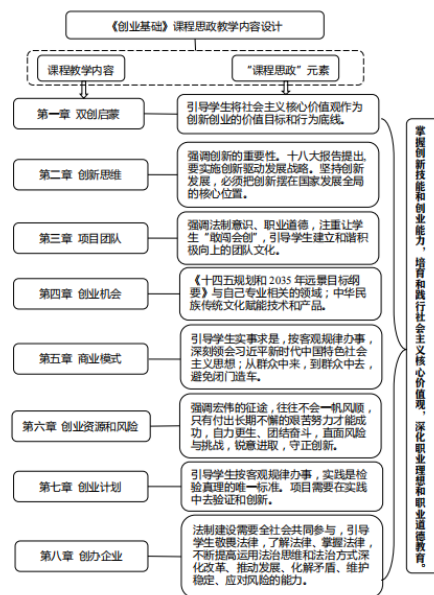 《创业基础》课程思政教学内容设计
课程教学内容
“课程思政”元素
第一章 双创启蒙
引导学生将社会主义核心价值观作为
创新创业的价值目标和行为底线。
第二章 创新思维
强调创新的重要性。十八大报告提出,
要实施创新驱动发展战略。坚持创新
发展，必须把创新摆在国家发展全局
的核心位置。
第三章 项目团队
强调法制意识、职业道德，注重让学
生“敢闯会创”，引导学生建立和谐积
极向上的团队文化。
第四章 创业机会
《十四五规划和 2035 年远景目标纲
要》与自己专业相关的领域；中华民
族传统文化赋能技术和产品。
第五章 商业模式
引导学生实事求是，按客观规律办事，
深刻领会习近平新时代中国特色社会
主义思想；从群众中来，到群众中去，
避免闭门造车。
第六章 创业资源和风险
强调宏伟的征途，往往不会一帆风顺，
只有付出长期不懈的艰苦努力才能成
功，自力更生、团结奋斗，直面风险
与挑战，锐意进取，守正创新。
第七章 创业计划
引导学生按客观规律办事，实践是检
验真理的唯一标准。项目需要在实践
中去验证和创新。
第八章 创办企业
法制建设需要全社会共同参与，引导
学生敬畏法律，了解法律、掌握法律，
不断提高运用法治思维和法治方式深
化改革、推动发展、化解矛盾、维护
稳定、应对风险的能力。
掌握创新技能和创业能力，培育和践行社会主义核心价值观，深化职业理想和职业道德教育。